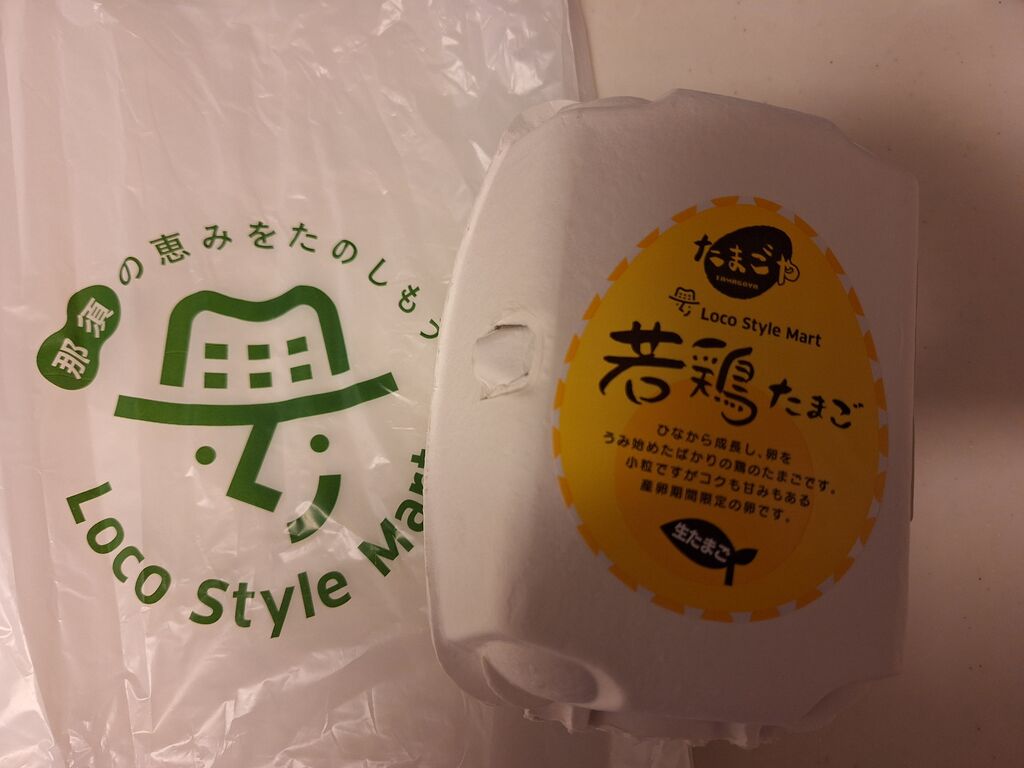 那須の恵みをたのしもう
Loco Style Mart
たまごや
TAMAGOYA
Loco Style Mart
若鶏たまご
ひなから成長し、卵を
うみ始めたばかりの鶏のたまごです。
小粒ですがコクも甘みもある
産卵期間限定の卵です。
生たまご